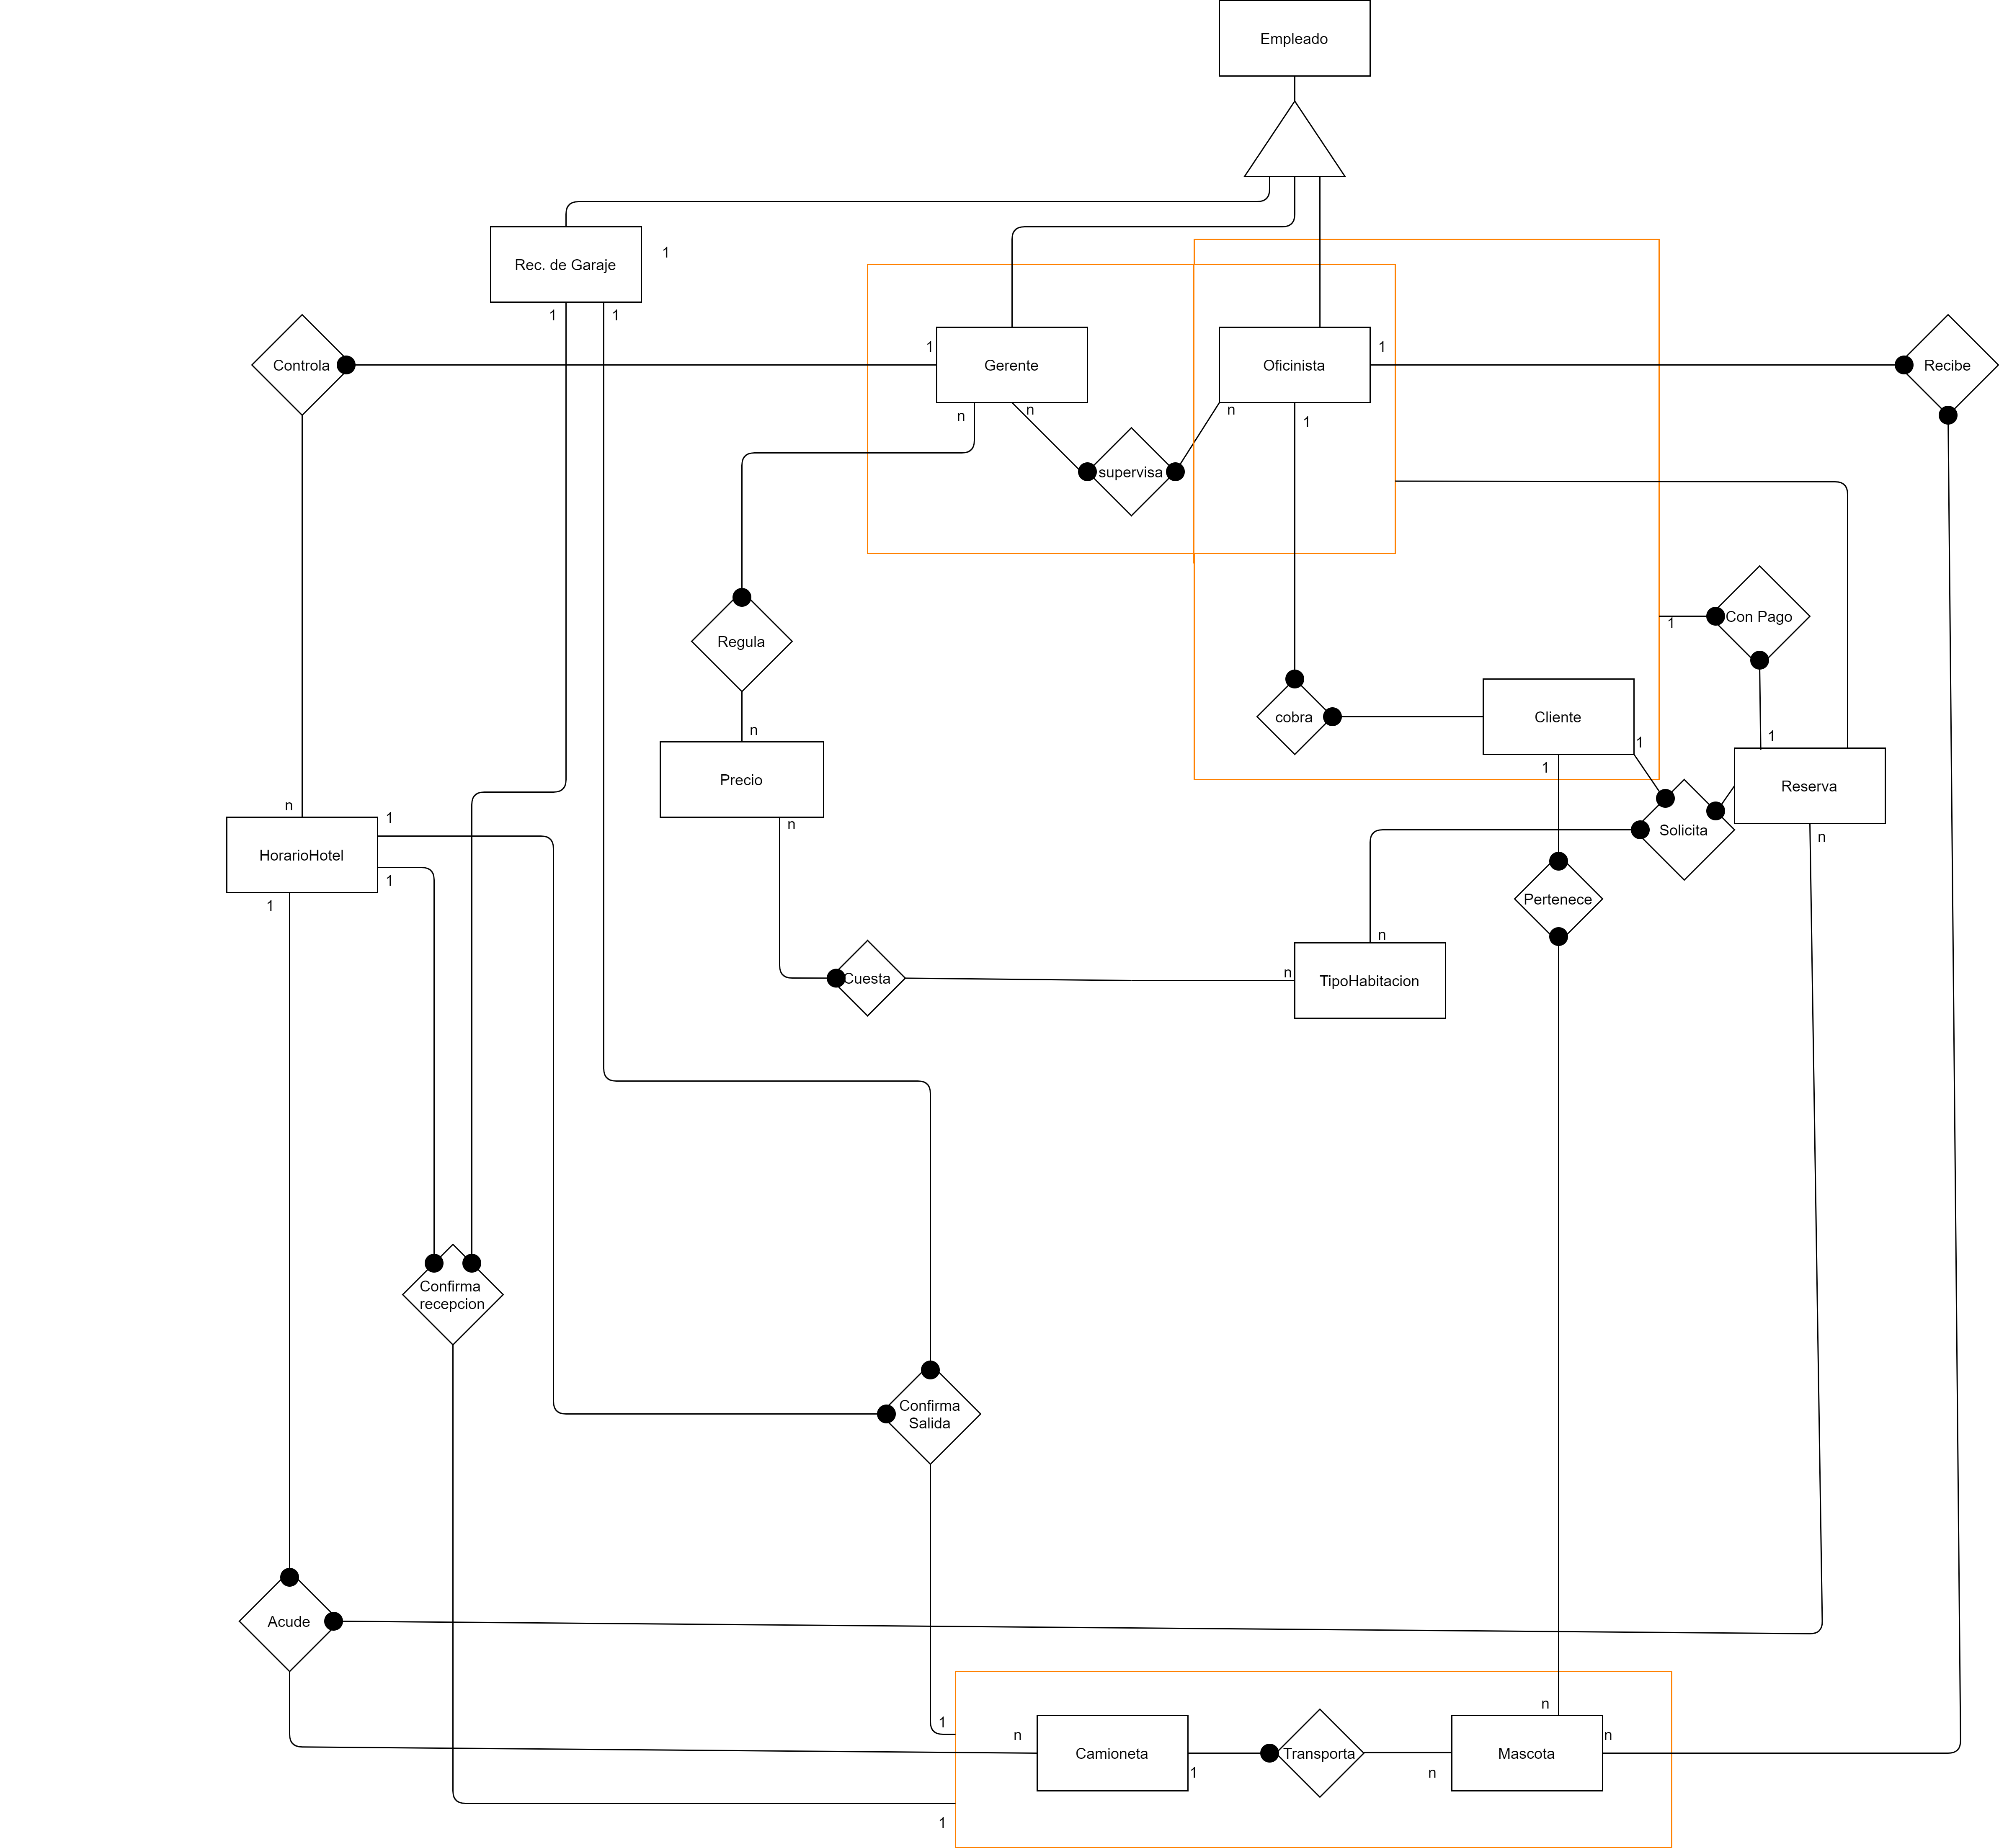 Empleado
1
Rec. de Garaje
1
1
1
1
Controla
Gerente
Oficinista
Recibe
n
n
n
1
supervisa
Con Pago
1
Regula
cobra
Cliente
n
1
1
1
Precio
Reserva
n
1
HorarioHotel
n
Solicita
n
1
1
Pertenece
n
n
Cuesta
TipoHabitacion
Confirma
recepcion
Confirma
Salida
Acude
n
1
n
n
Camioneta
Transporta
Mascota
1
n
1